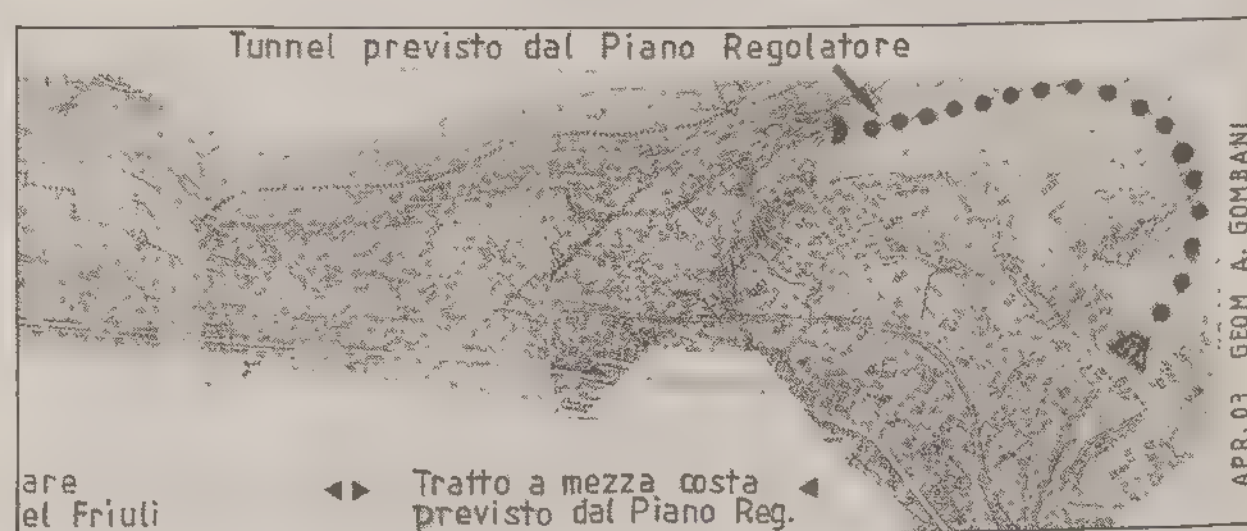 Tunnel previsto dal Piano Regolatore
are
el Friuli
Tratto a mezza costa
previsto dal Piano Reg.
APR.03 GEOM A. GOMBANI